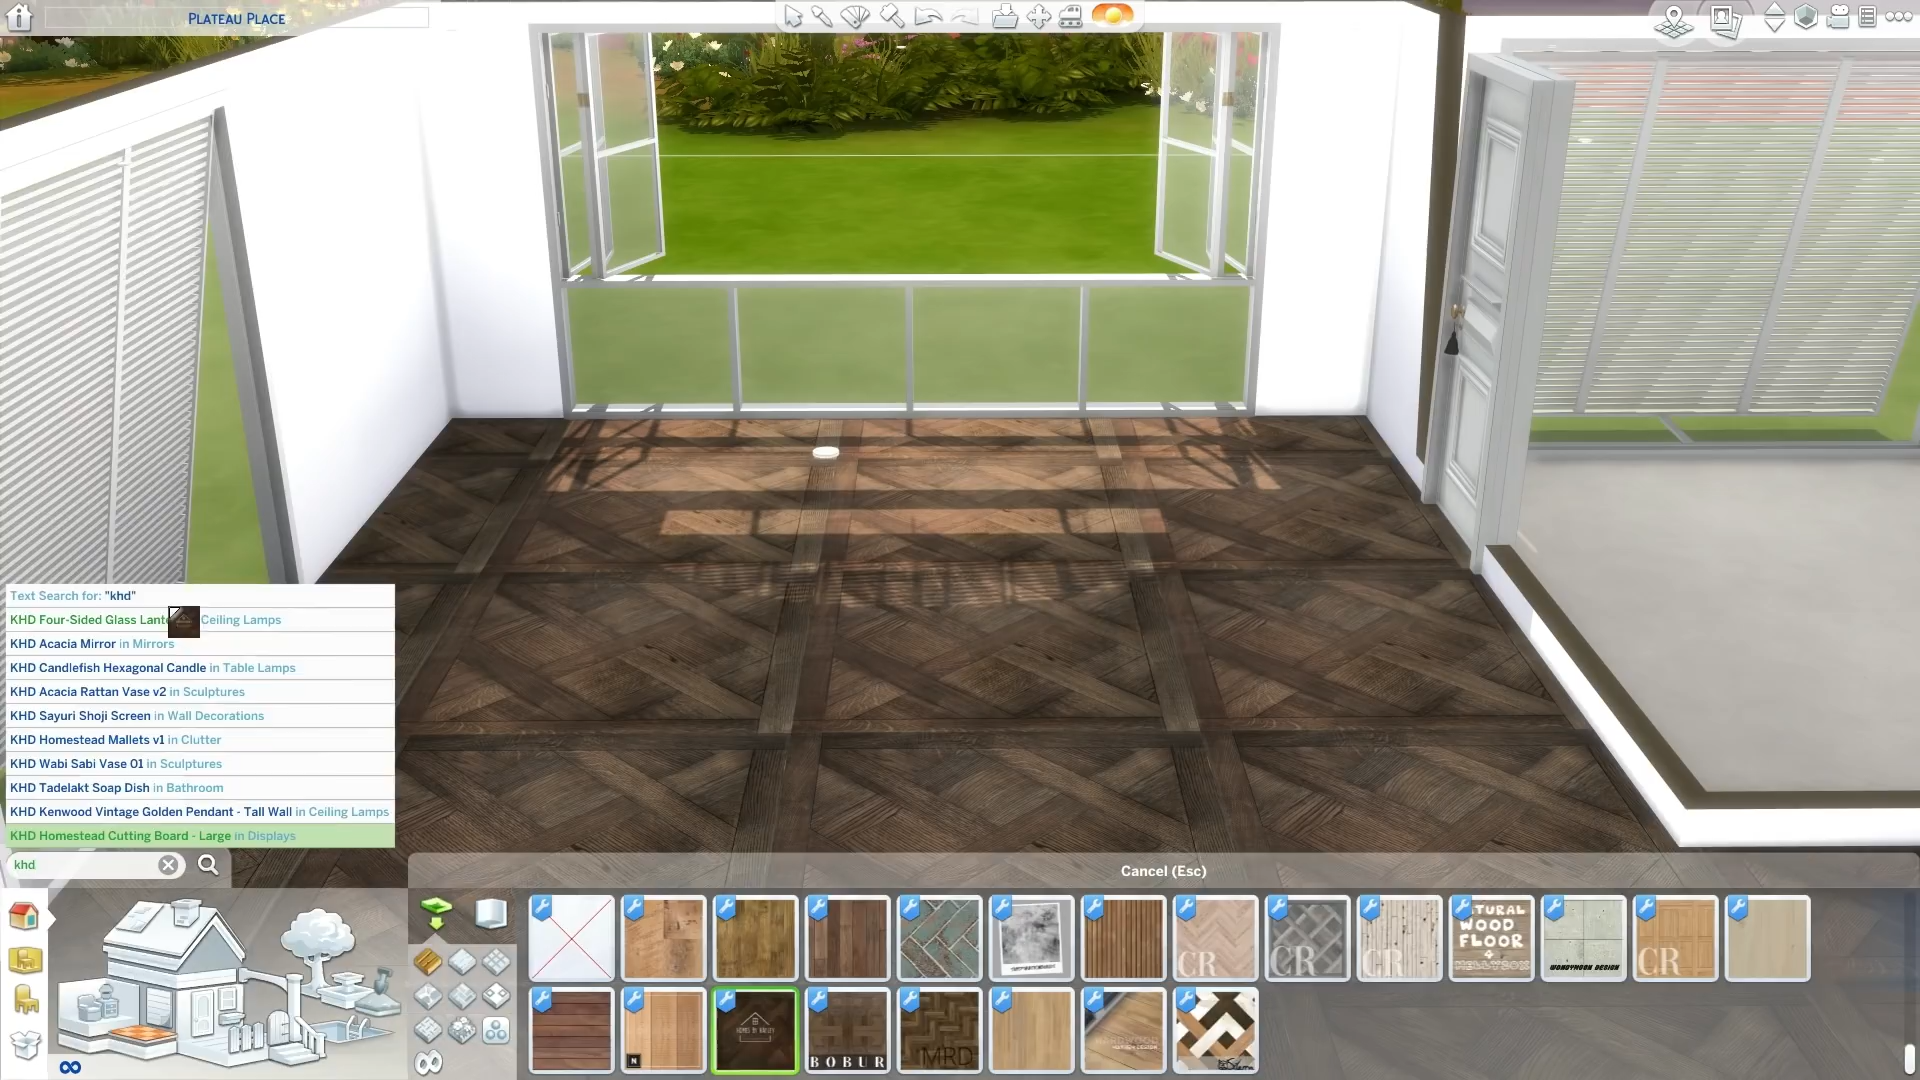 PLATEAU PLACE
Text Search for: "khd"
KHD Four-Sided Glass Lant Ceiling Lamps
KHD Acacia Mirror in Mirrors
KHD Candlefish Hexagonal Candle in Table Lamps
KHD Acacia Rattan Vase v2 in Sculptures
KHD Sayuri Shoji Screen in Wall Decorations
KHD Homestead Mallets v1 in Clutter
KHD Wabi Sabi Vase 01 in Sculptures
KHD Tadelakt Soap Dish in Bathroom
KHD Kenwood Vintage Golden Pendant - Tall Wall in Ceiling Lamps
KHD Homestead Cutting Board - Large in Displays
khd
Cancel (Esc)
CR
CR
CR
TURAL
WOOD
FLOOR
4
WONDYMOON DESIGN
CR
N
BOBUR
MRD